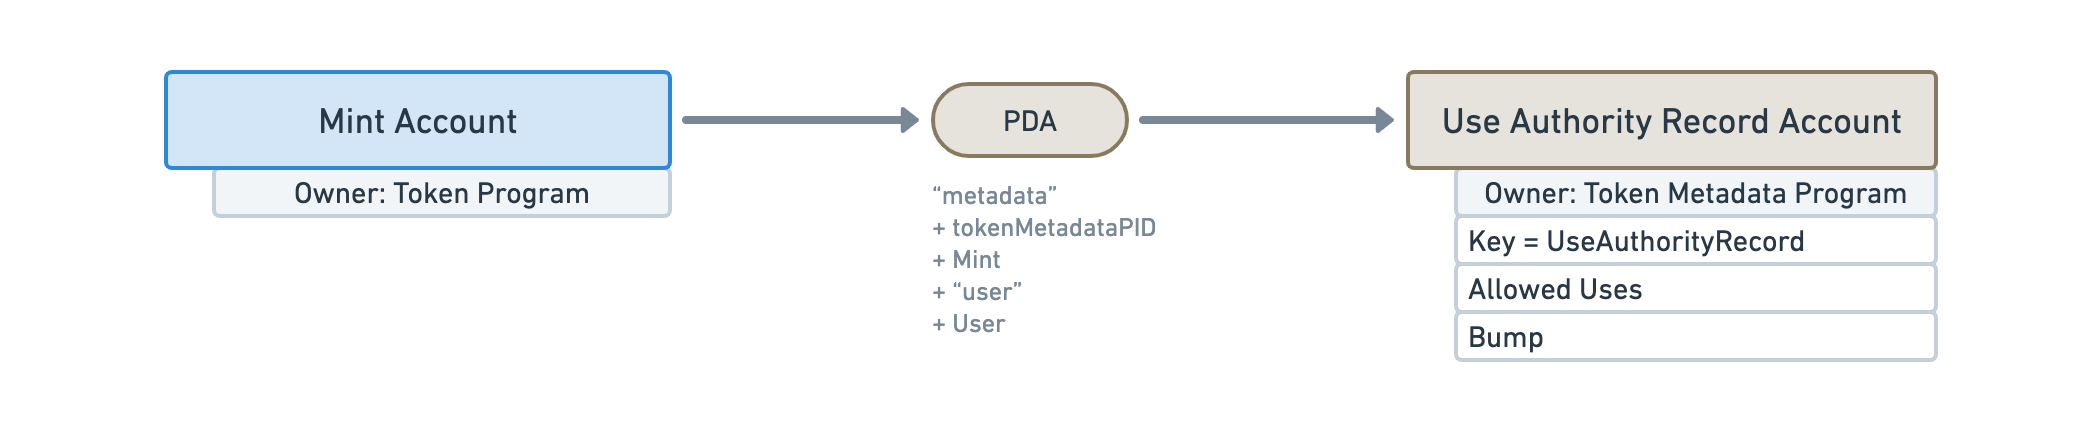 Mint Account
Owner: Token Program
PDA
“metadata”
+ tokenMetadataPID
+ Mint
+ “user”
+ User
Use Authority Record Account
Owner: Token Metadata Program
Key = UseAuthorityRecord
Allowed Uses
Bump